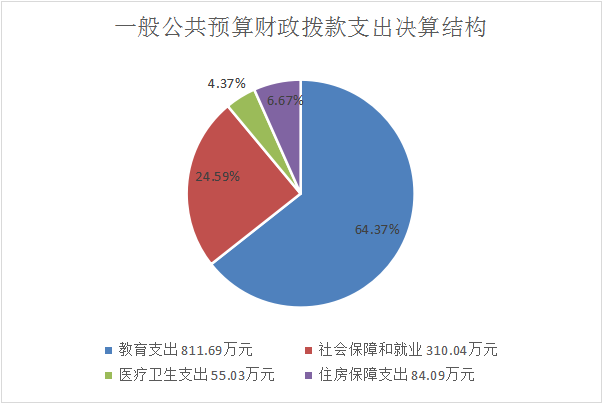 一般公共预算财政拨款支出决算结构
4.37%
6.67%
24.59%
64.37%
教育支出 811.69万元
社会保障和就业 310.04万元
医疗卫生支出 55.03万元
住房保障支出 84.09万元